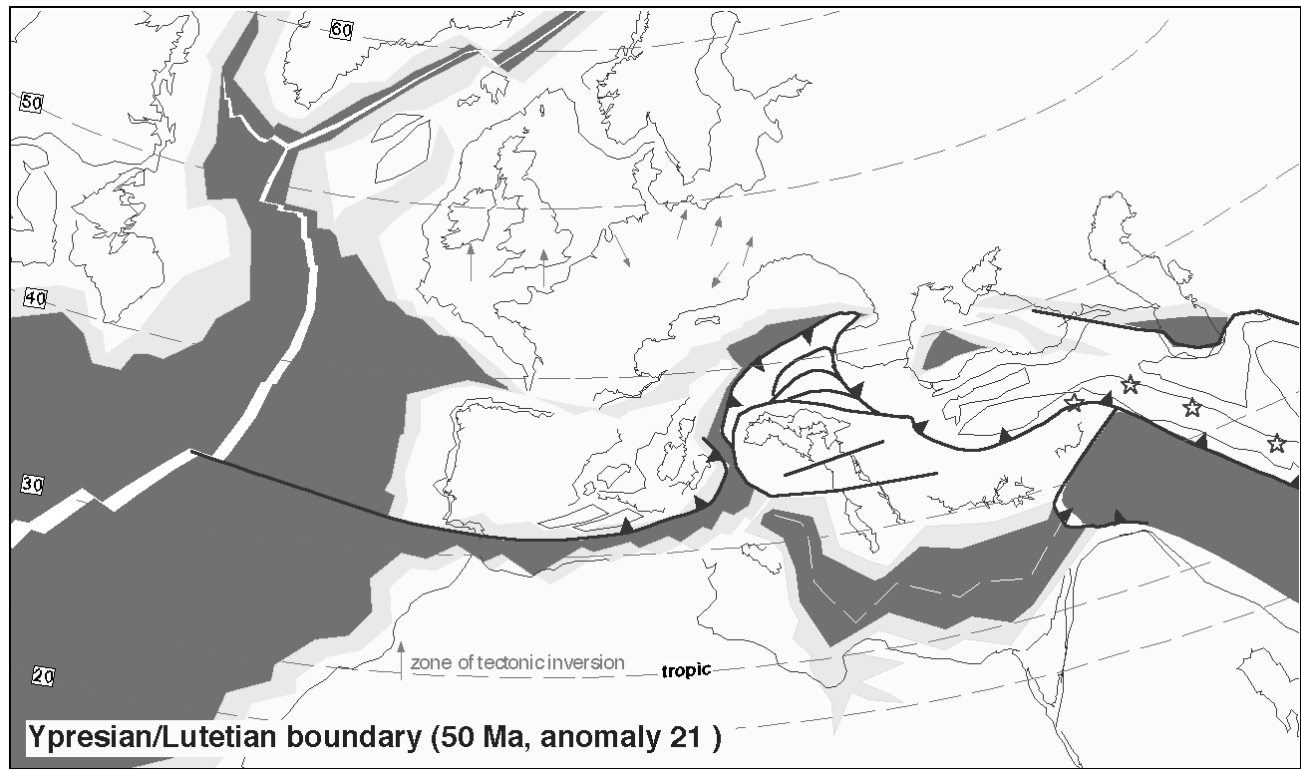 60
50
40
30
20
zone of tectonic inversion
tropic
Ypresian/Lutetian boundary (50 Ma, anomaly 21 )